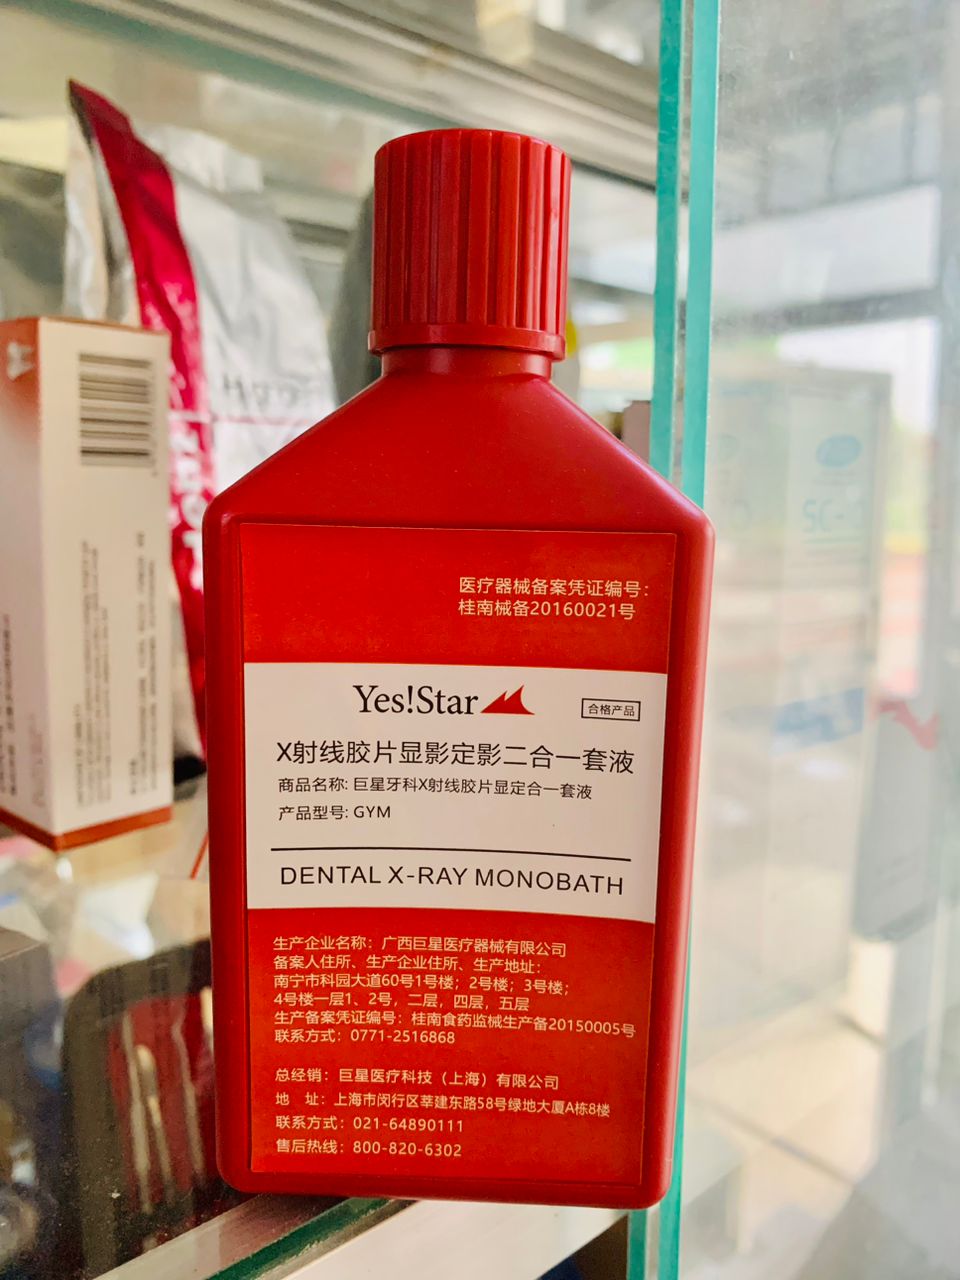 医疗器械备案凭证编号：
桂南械备20160021号
Yes!Star
合格产品
X射线胶片显影定影二合一套液
商品名称: 巨星牙科X射线胶片显定合一套液
产品型号: GYM
DENTAL X-RAY MONOBATH
生产企业名称：广西巨星医疗器械有限公司
备案人住所、生产企业住所、生产地址：
南宁市科园大道60号1号楼；2号楼；3号楼；
4号楼一层1、2号，二层，四层，五层
生产备案凭证编号：桂南食药监械生产备20150005号
联系方式：0771-2516868
总经销：巨星医疗科技（上海）有限公司
地 址：上海市闵行区莘建东路58号绿地大厦A栋8楼
联系方式：021-64890111
售后热线：800-820-6302